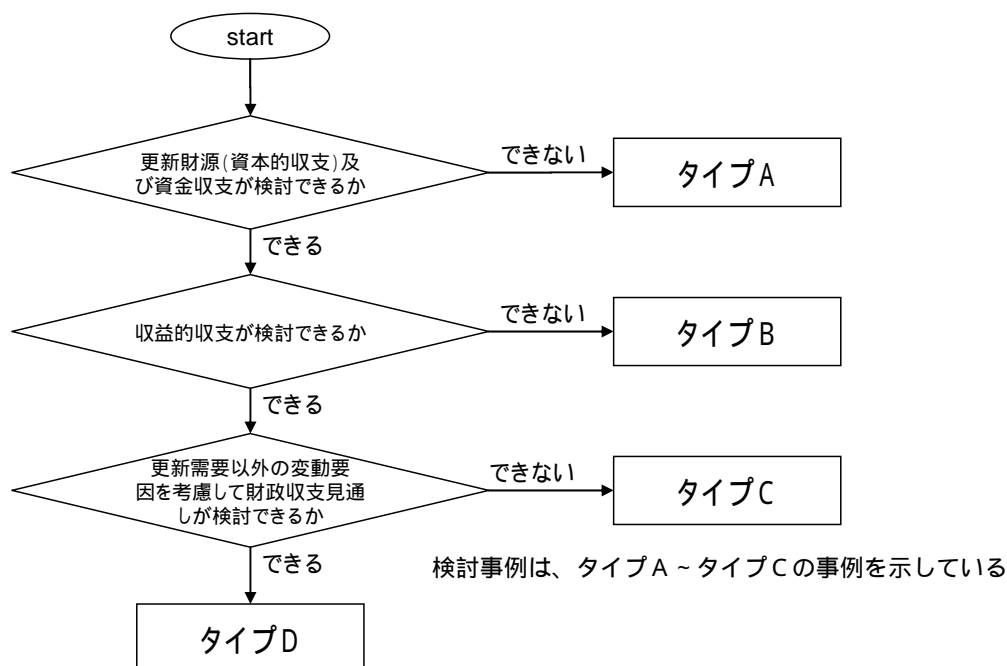 start
更新財源(資本的収支)及
び資金収支が検討できるか
できない
タイプA
できる
収益的収支が検討できるか
できない
タイプB
できる
更新需要以外の変動要
因を考慮して財政収支見通
しが検討できるか
できない
タイプC
できる
検討事例は、タイプA~タイプCの事例を示している
タイプD